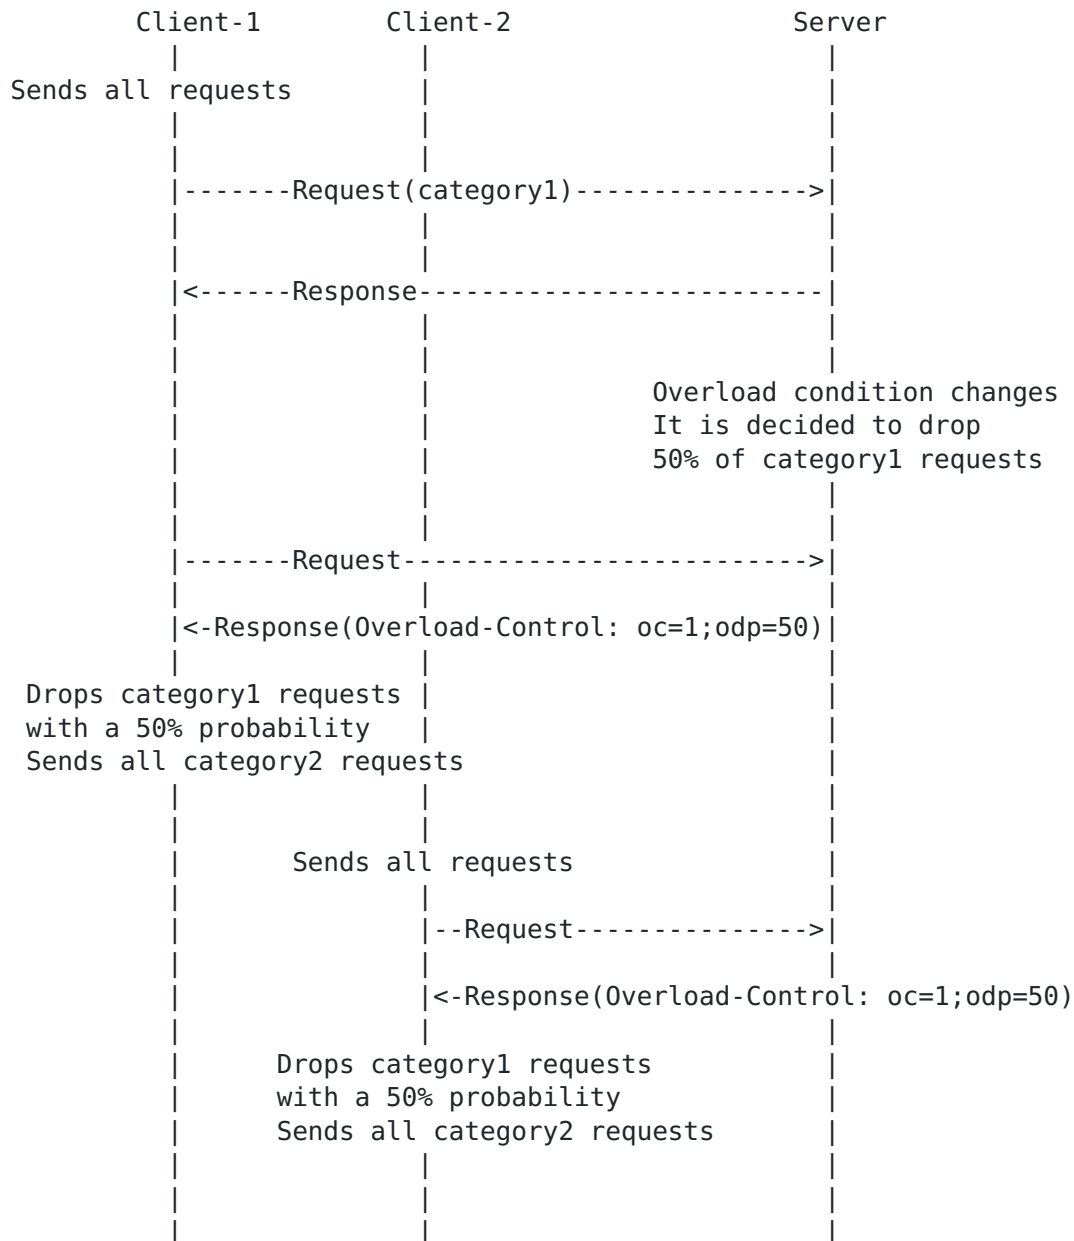 Client-1        Client-2                  Server
Sends all requests
-------Request(category1)--------------->
<------Response--------------------------
Overload condition changes
It is decided to drop
50% of category1 requests
-------Request-------------------------->
<-Response(Overload-Control: oc=1;odp=50)
Drops category1 requests
with a 50% probability
Sends all category2 requests
Sends all requests
--Request--------------->
<-Response(Overload-Control: oc=1;odp=50)
Drops category1 requests
with a 50% probability
Sends all category2 requests